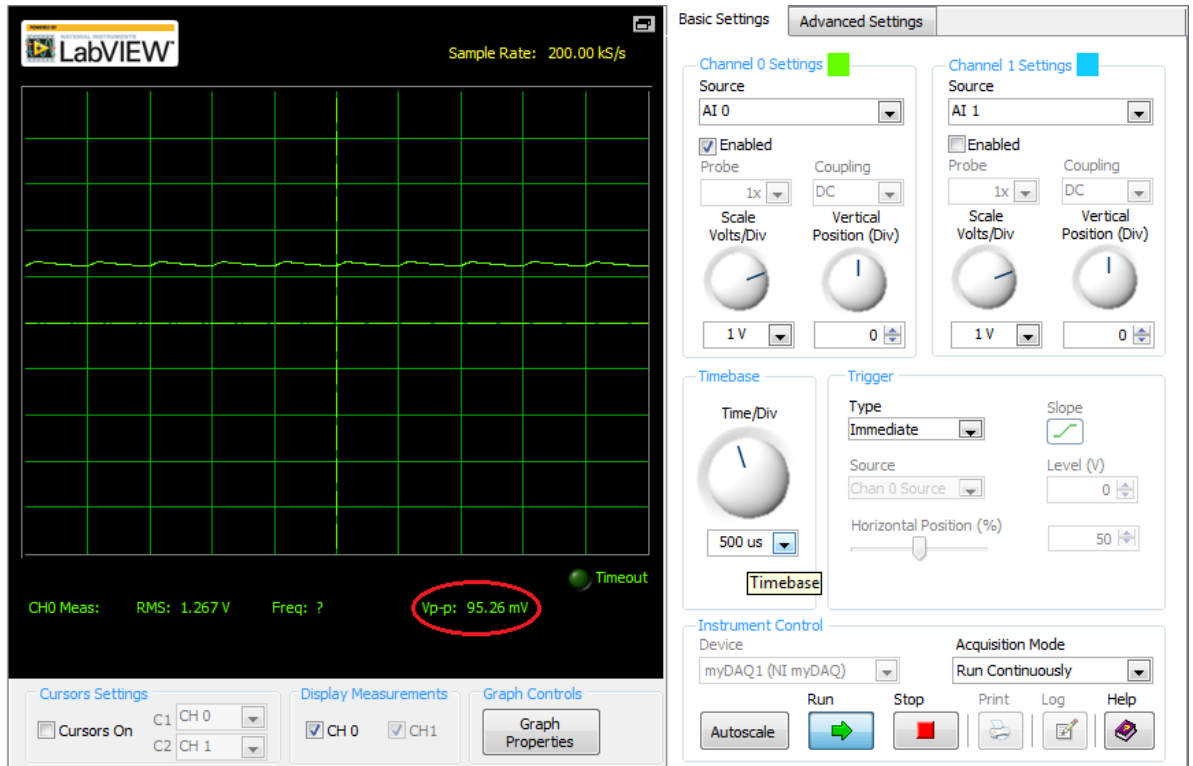 POWERED BY
NATIONAL INSTRUMENTS
LabVIEW
Sample Rate: 200.00 kS/s
Timeout
CH0 Meas: RMS: 1.267 V Freq: ? Vp-p: 95.26 mV
Cursors Settings
Cursors On
C1 CH 0
C2 CH 1
Display Measurements
CH 0 CH1
Graph Controls
Graph
Properties
Basic Settings Advanced Settings
Channel 0 Settings
Source
AI 0
Enabled
Probe Coupling
1x DC
Scale Vertical
Volts/Div Position (Div)
1 V 0
Channel 1 Settings
Source
AI 1
Enabled
Probe Coupling
1x DC
Scale Vertical
Volts/Div Position (Div)
1 V 0
Timebase
Time/Div
500 us
Timebase
Trigger
Type Slope
Immediate
Source Level (V)
Chan 0 Source 0
Horizontal Position (%)
50
Instrument Control
Device Acquisition Mode
myDAQ1 (NI myDAQ) Run Continuously
Run Stop Print Log Help
Autoscale